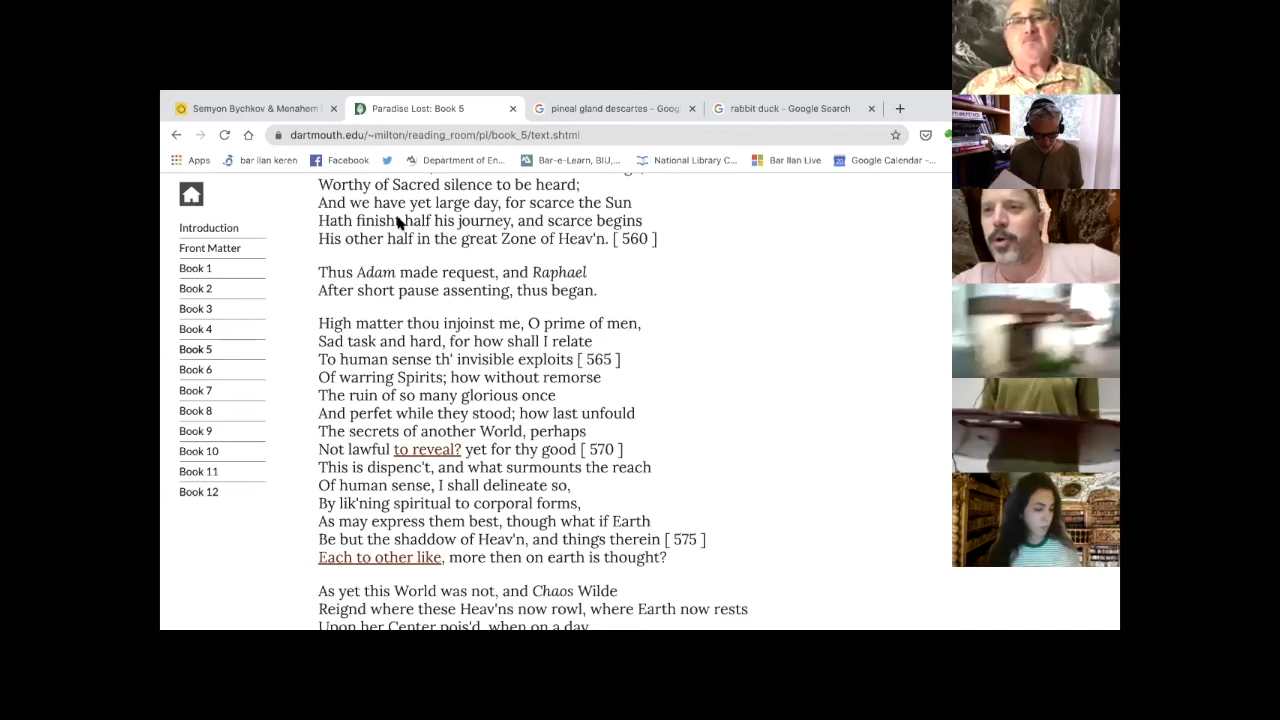 Semyon Bychkov & Menahem
Paradise Lost: Book 5
pineal gland descartes - Goog
rabbit duck - Google Search
dartmouth.edu/~milton/reading_room/pl/book_5/text.shtml
Apps
bar ilan keren
Facebook
Department of En...
Bar-e-Learn, BIU,...
National Library C...
Bar Ilan Live
Google Calendar -...
Introduction
Front Matter
Book 1
Book 2
Book 3
Book 4
Book 5
Book 6
Book 7
Book 8
Book 9
Book 10
Book 11
Book 12
Worthy of Sacred silence to be heard;
And we have yet large day, for scarce the Sun
Hath finisht half his journey, and scarce begins
His other half in the great Zone of Heav'n. [ 560 ]
Thus Adam made request, and Raphael
After short pause assenting, thus began.
High matter thou injoinst me, O prime of men,
Sad task and hard, for how shall I relate
To human sense th' invisible exploits [ 565 ]
Of warring Spirits; how without remorse
The ruin of so many glorious once
And perfet while they stood; how last unfould
The secrets of another World, perhaps
Not lawful to reveal? yet for thy good [ 570 ]
This is dispenc't, and what surmounts the reach
Of human sense, I shall delineate so,
By lik'ning spiritual to corporal forms,
As may express them best, though what if Earth
Be but the shaddow of Heav'n, and things therein [ 575 ]
Each to other like, more then on earth is thought?
As yet this World was not, and Chaos Wilde
Reignd where these Heav'ns now rowl, where Earth now rests
Upon her Center pois'd, when on a day